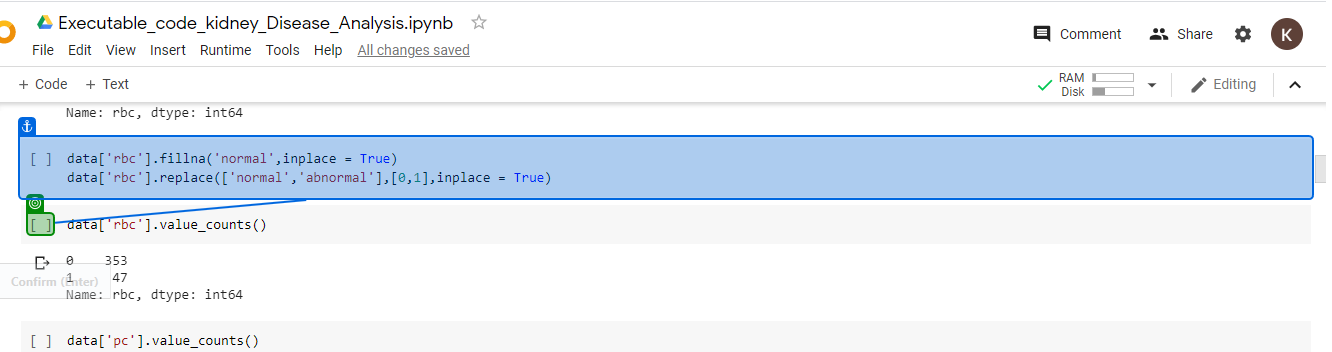 Executable_code_kidney_Disease_Analysis.ipynb
File Edit View Insert Runtime Tools Help All changes saved
Comment Share K
+ Code + Text
RAM
Disk
Editing
Name: rbc, dtype: int64
[ ] data['rbc'].fillna('normal',inplace = True)
data['rbc'].replace(['normal','abnormal'],[0,1],inplace = True)
[ ] data['rbc'].value_counts()
0 353
1 47
Confirm (Enter)
Name: rbc, dtype: int64
[ ] data['pc'].value_counts()